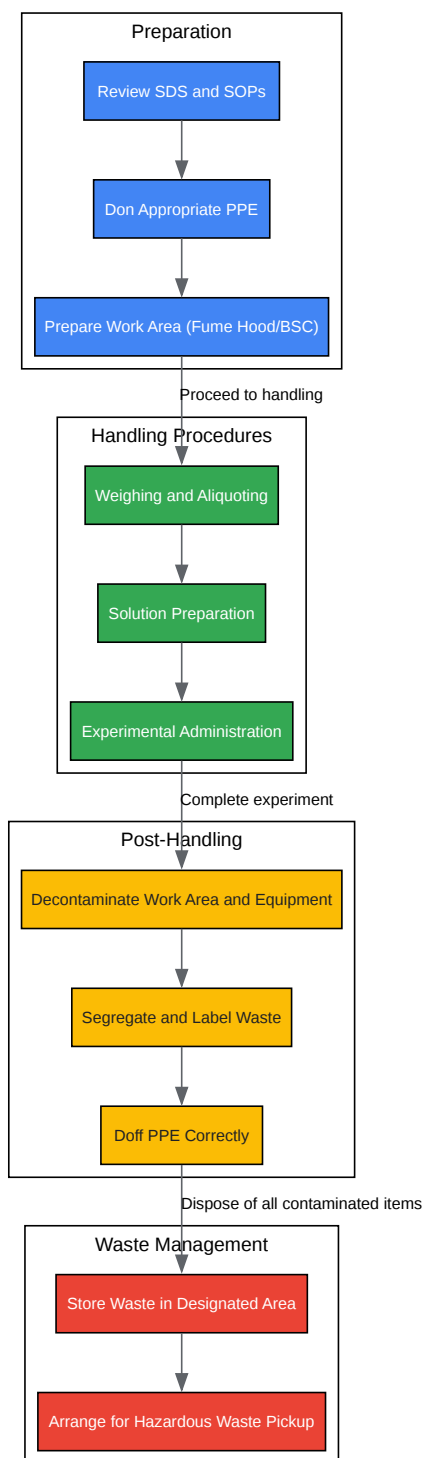 Preparation
Review SDS and SOPs
Don Appropriate PPE
Prepare Work Area (Fume Hood/BSC)
Proceed to handling
Handling Procedures
Weighing and Aliquoting
Solution Preparation
Experimental Administration
Complete experiment
Post-Handling
Decontaminate Work Area and Equipment
Segregate and Label Waste
Doff PPE Correctly
Dispose of all contaminated items
Waste Management
Store Waste in Designated Area
Arrange for Hazardous Waste Pickup